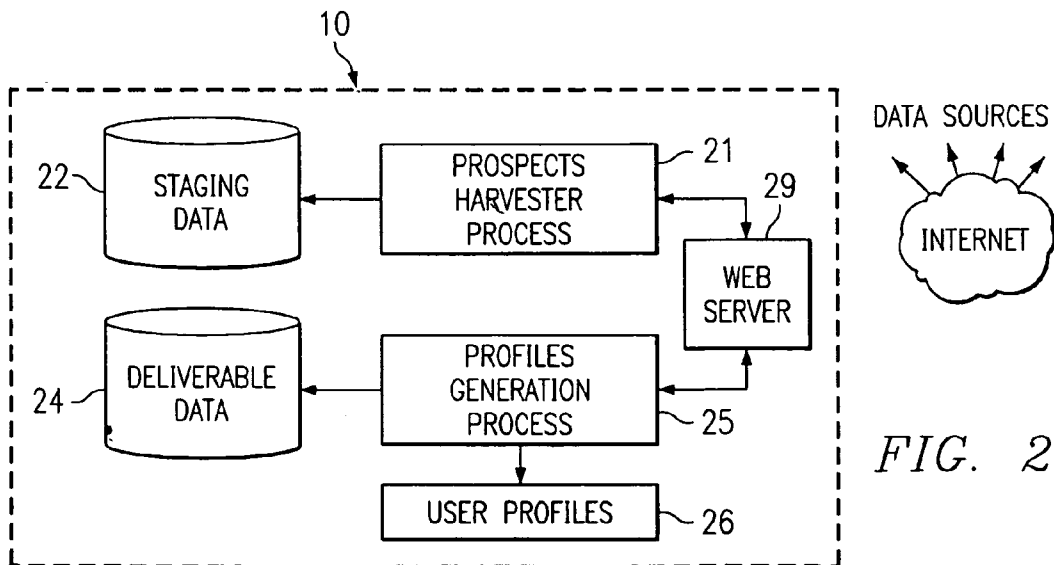 10
22
STAGING
DATA
PROSPECTS
HARVESTER
PROCESS
21
29
WEB
SERVER
DATA SOURCES
INTERNET
24
DELIVERABLE
DATA
PROFILES
GENERATION
PROCESS
25
USER PROFILES
26
FIG. 2